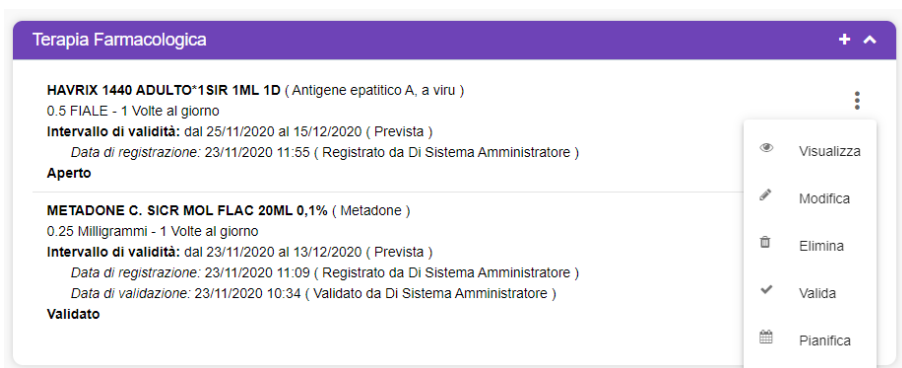 Terapia Farmacologica
HAVRIX 1440 ADULTO*1SIR 1ML 1D ( Antigene epatitico A, a viru )
0.5 FIALE - 1 Volte al giorno
Intervallo di validità: dal 25/11/2020 al 15/12/2020 ( Prevista )
Data di registrazione: 23/11/2020 11:55 ( Registrato da Di Sistema Amministratore )
Aperto
METADONE C. SICR MOL FLAC 20ML 0,1% ( Metadone )
0.25 Milligrammi - 1 Volte al giorno
Intervallo di validità: dal 23/11/2020 al 13/12/2020 ( Prevista )
Data di registrazione: 23/11/2020 11:09 ( Registrato da Di Sistema Amministratore )
Data di validazione: 23/11/2020 10:34 ( Validato da Di Sistema Amministratore )
Validato
Visualizza
Modifica
Elimina
Valida
Pianifica